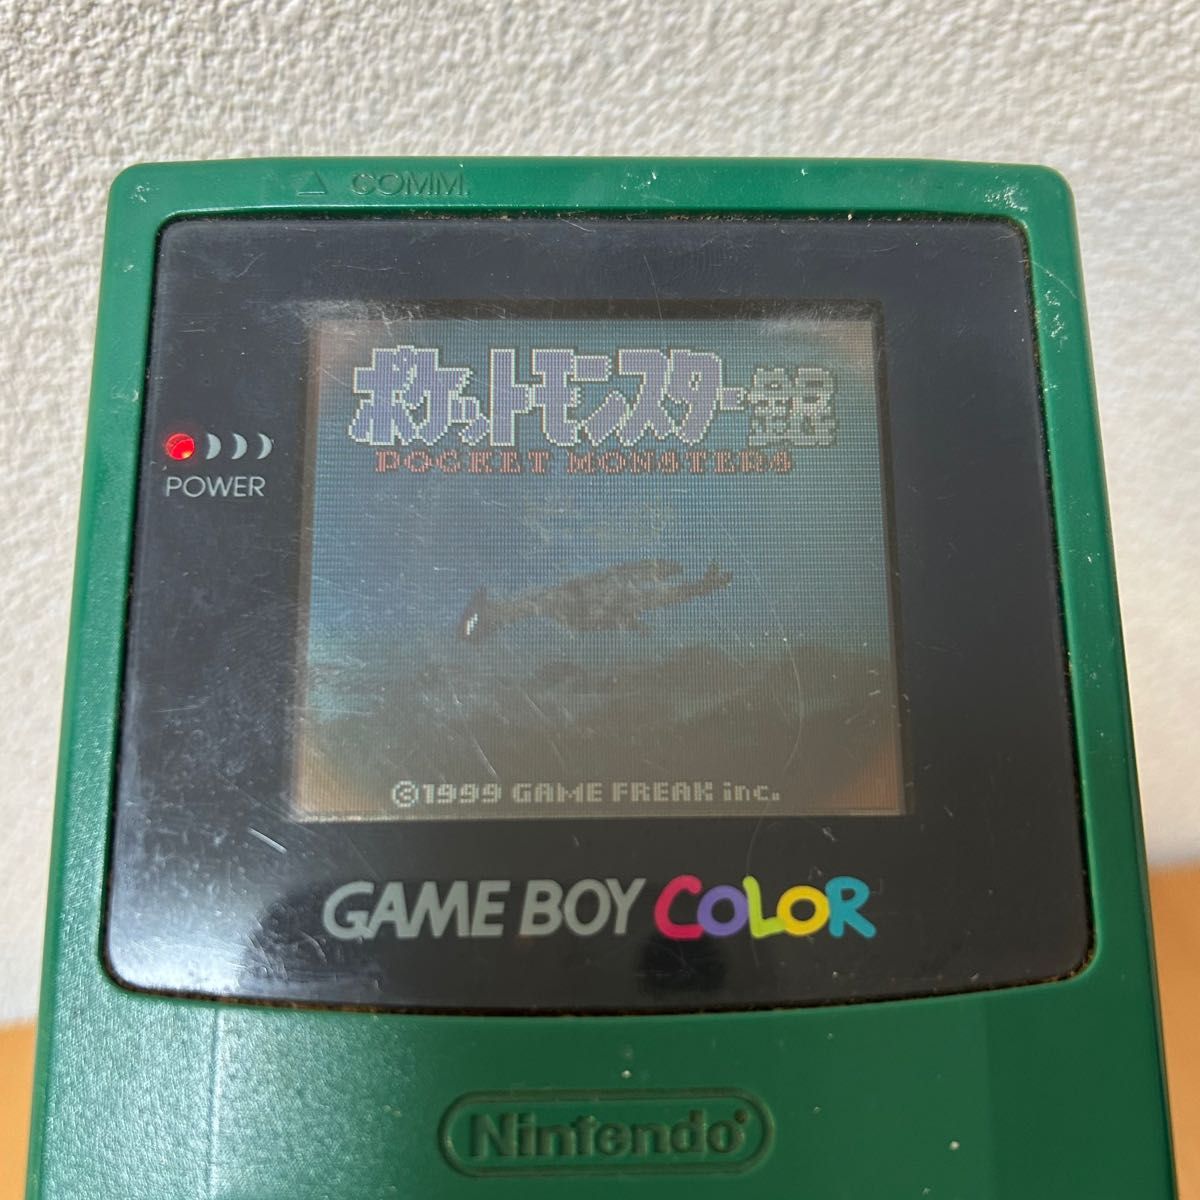 △ COMM.
ポケットモンスター銀
POCKET MONSTERS
POWER
©1999 GAME FREAK inc.
GAME BOY COLOR
Nintendo®